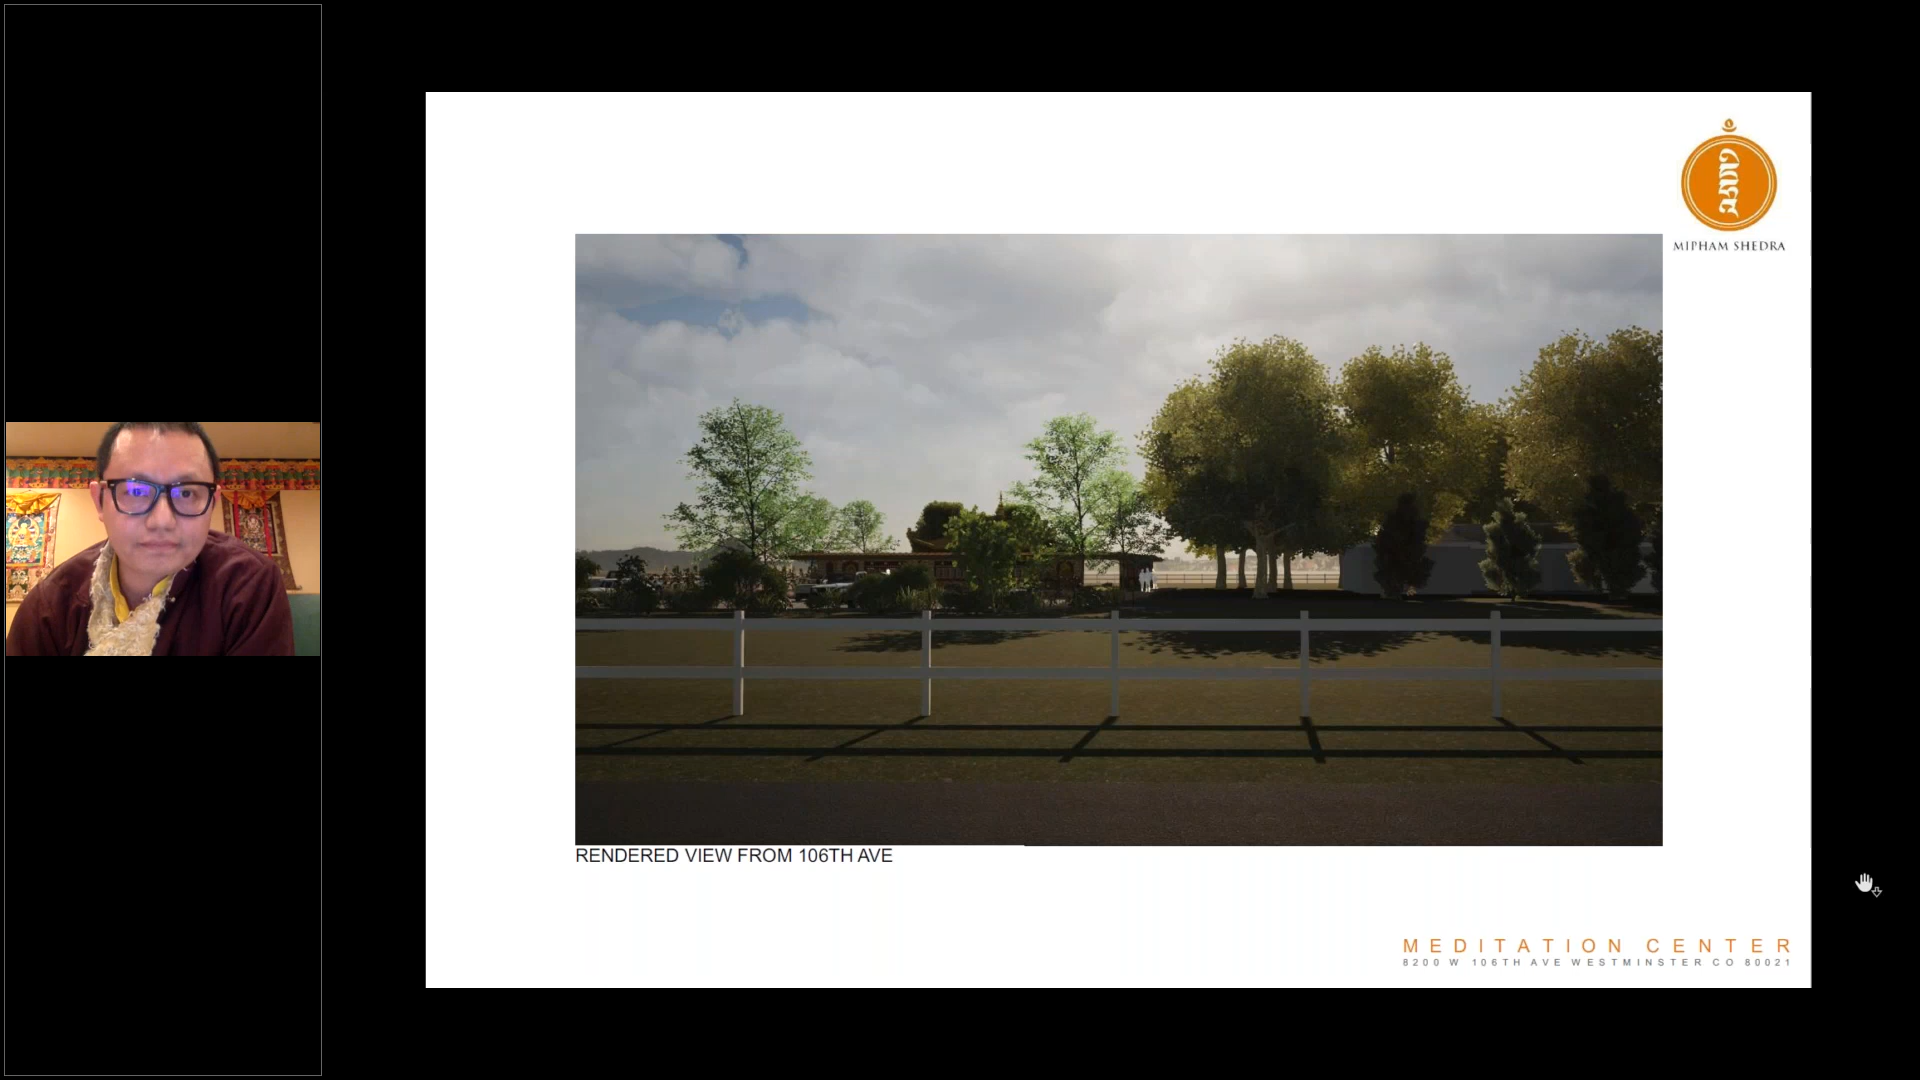 MIPHAM SHEDRA
RENDERED VIEW FROM 106TH AVE
MEDITATION CENTER
8200 W 106TH AVE WESTMINSTER CO 80021